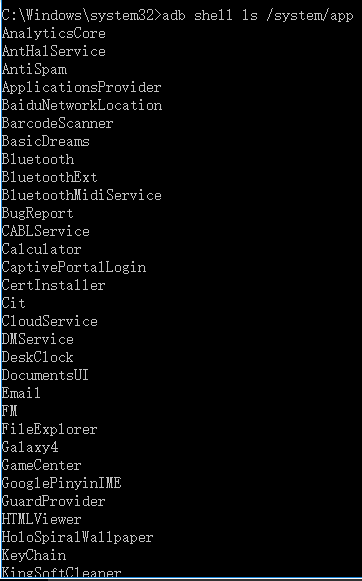 C:\Windows\system32>adb shell ls /system/app
AnalyticsCore
AntHalService
AntiSpam
ApplicationsProvider
BaiduNetworkLocation
BarcodeScanner
BasicDreams
Bluetooth
BluetoothExt
BluetoothMidiService
BugReport
CABLService
Calculator
CaptivePortalLogin
CertInstaller
Cit
CloudService
DMService
DeskClock
DocumentsUI
Email
FM
FileExplorer
Galaxy4
GameCenter
GooglePinyinIME
GuardProvider
HTMLViewer
HoloSpiralWallpaper
KeyChain
KingSoftCleaner